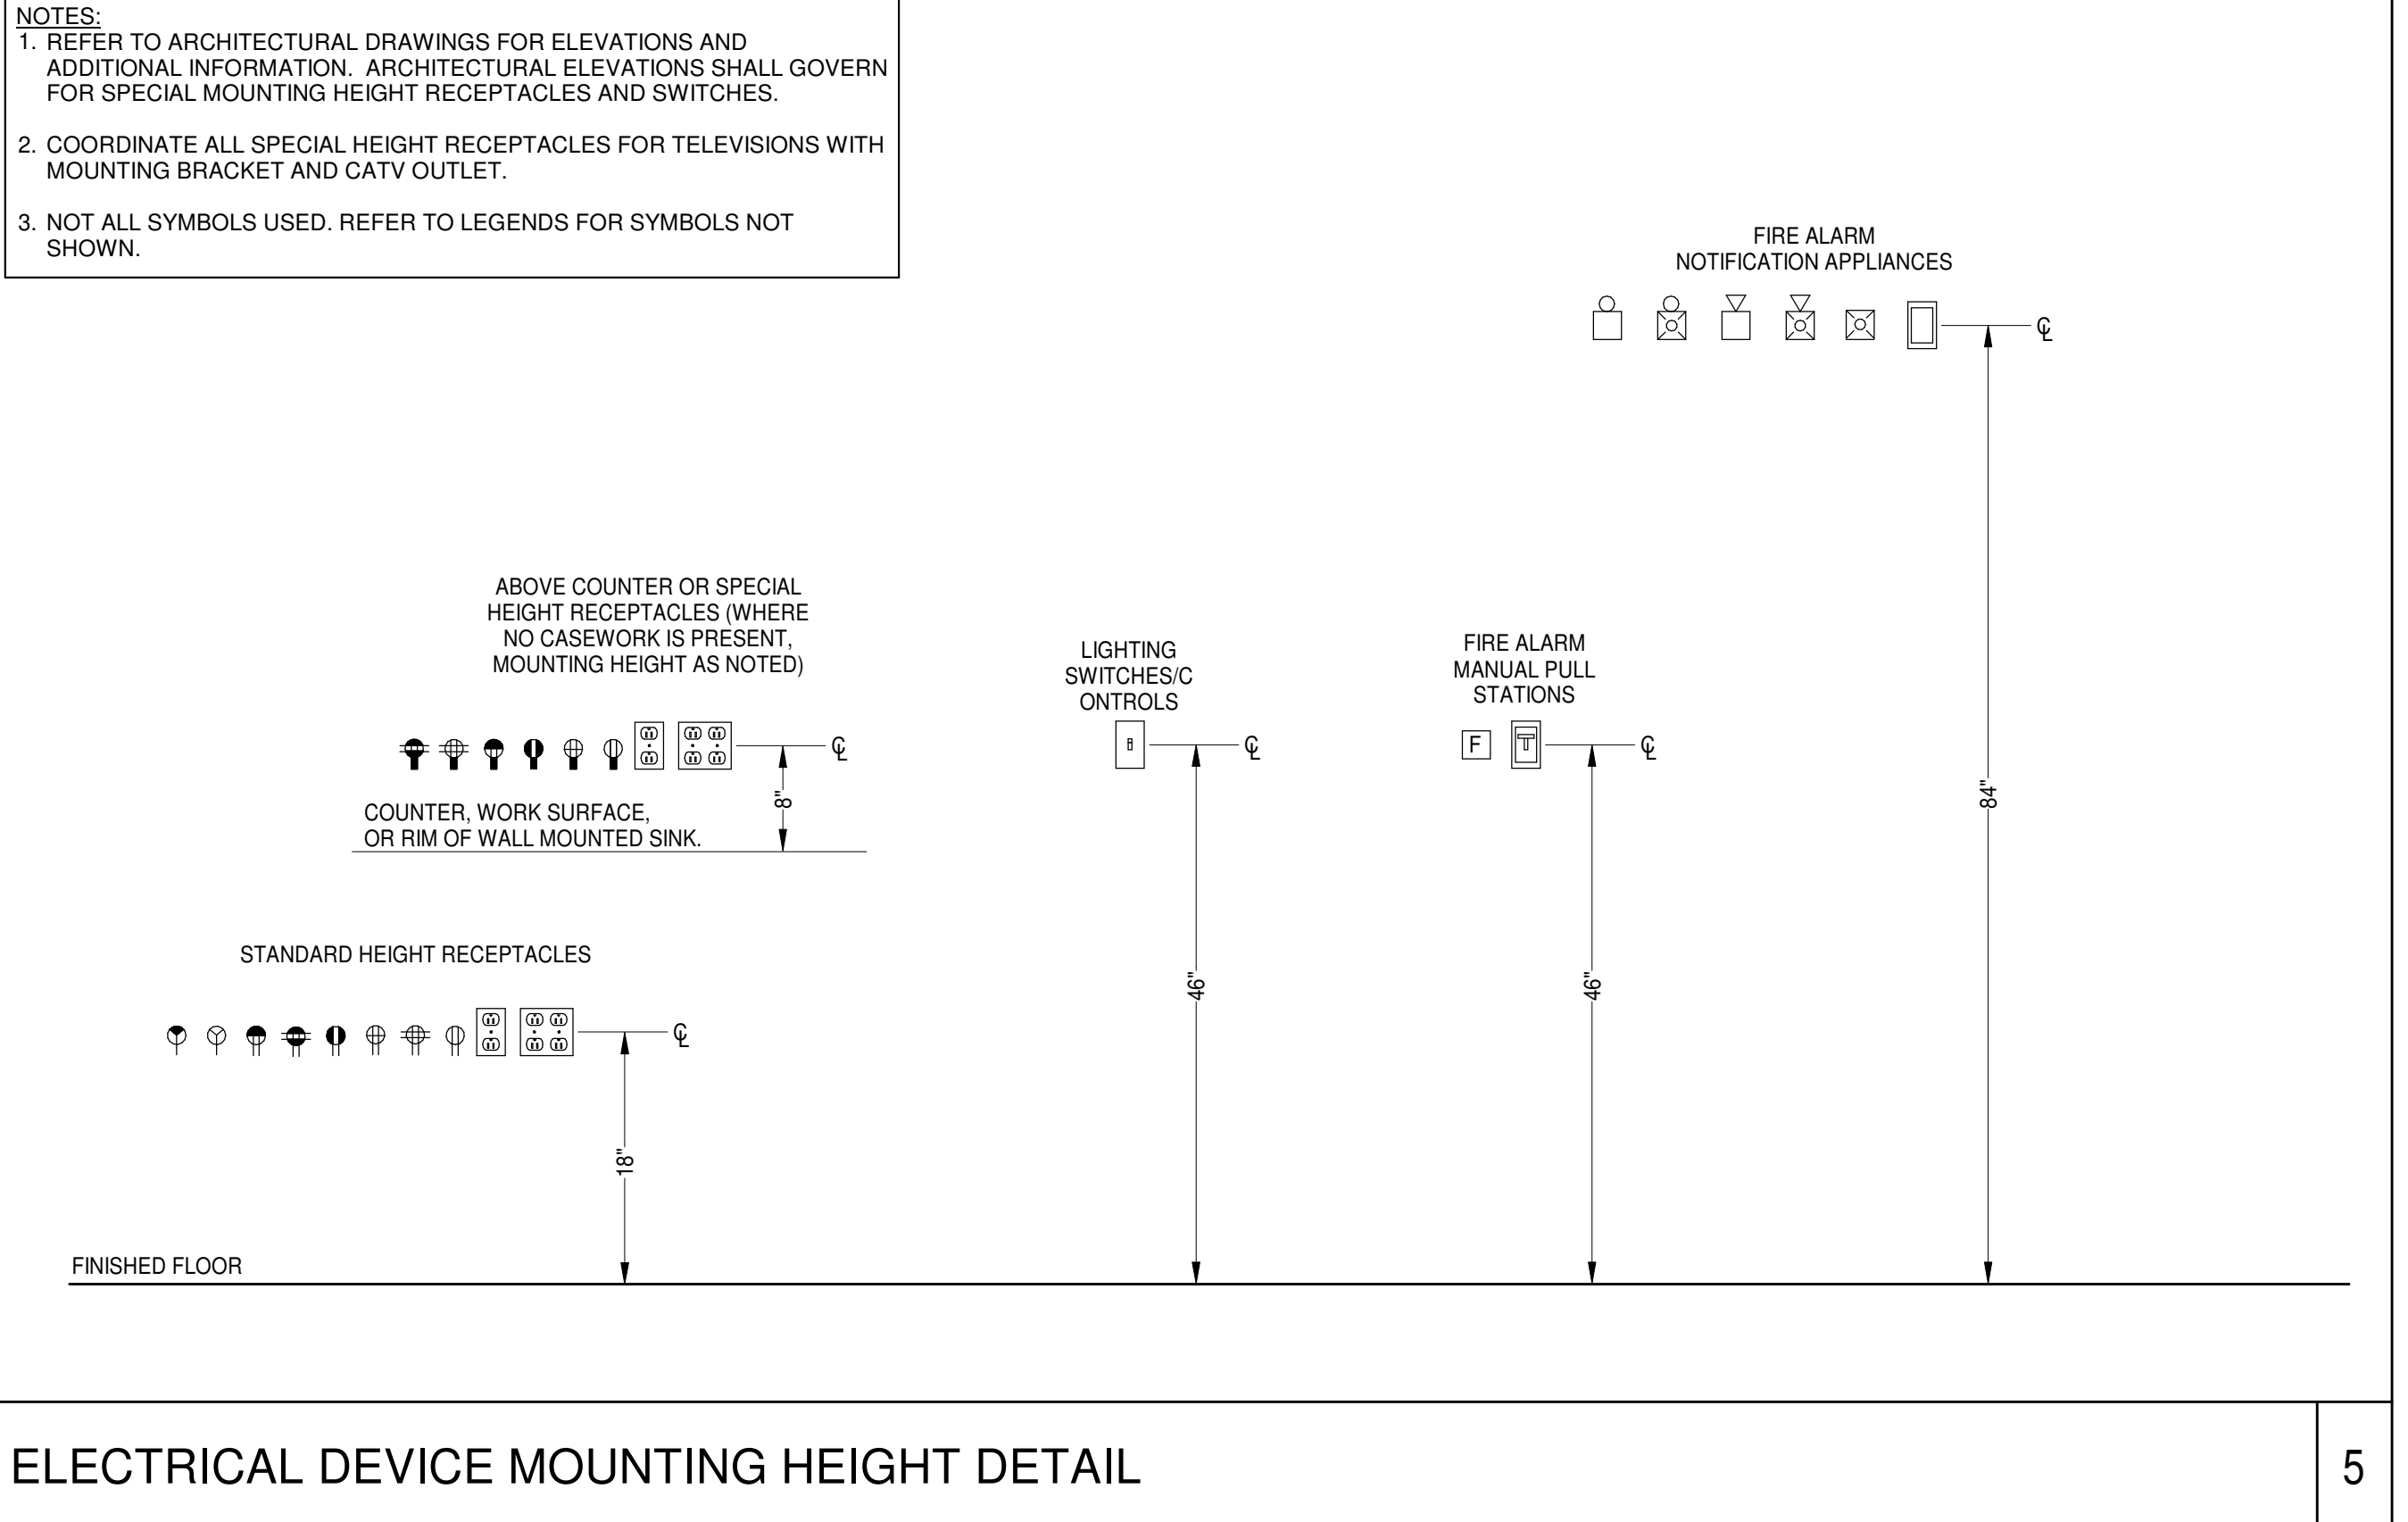 NOTES:
1. REFER TO ARCHITECTURAL DRAWINGS FOR ELEVATIONS AND
ADDITIONAL INFORMATION. ARCHITECTURAL ELEVATIONS SHALL GOVERN
FOR SPECIAL MOUNTING HEIGHT RECEPTACLES AND SWITCHES.
2. COORDINATE ALL SPECIAL HEIGHT RECEPTACLES FOR TELEVISIONS WITH
MOUNTING BRACKET AND CATV OUTLET.
3. NOT ALL SYMBOLS USED. REFER TO LEGENDS FOR SYMBOLS NOT
SHOWN.
FIRE ALARM
NOTIFICATION APPLIANCES
℄
84"
ABOVE COUNTER OR SPECIAL
HEIGHT RECEPTACLES (WHERE
NO CASEWORK IS PRESENT,
MOUNTING HEIGHT AS NOTED)
℄
8"
COUNTER, WORK SURFACE,
OR RIM OF WALL MOUNTED SINK.
LIGHTING
SWITCHES/C
ONTROLS
℄
46"
FIRE ALARM
MANUAL PULL
STATIONS
F
℄
46"
STANDARD HEIGHT RECEPTACLES
℄
18"
FINISHED FLOOR
ELECTRICAL DEVICE MOUNTING HEIGHT DETAIL
5